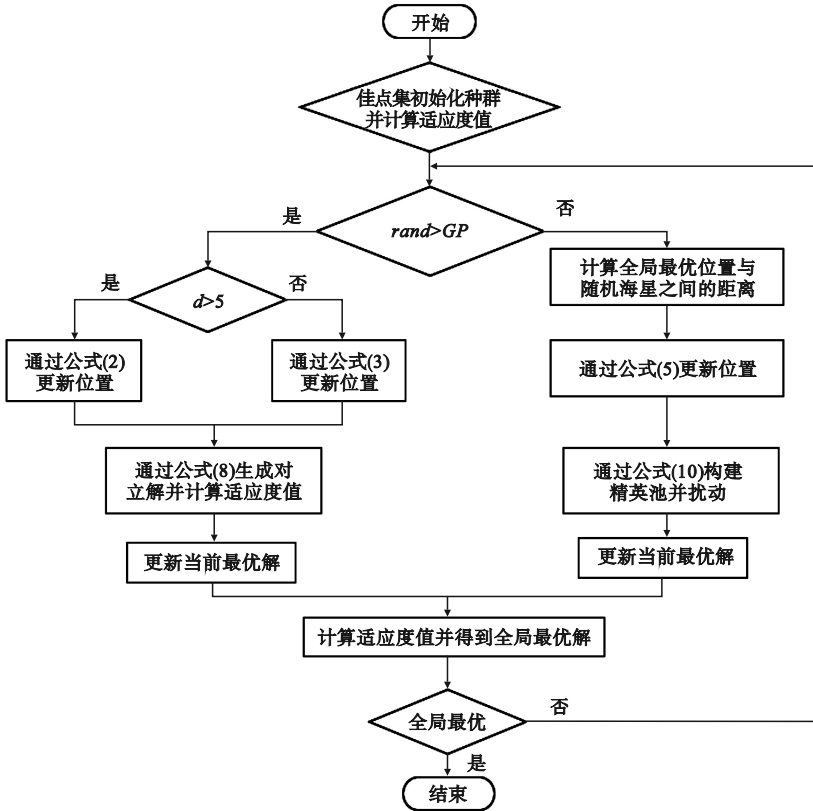 开始
佳点集初始化种群
并计算适应度值
rand>GP
是
否
d>5
是
否
计算全局最优位置与
随机海星之间的距离
通过公式(2)
更新位置
通过公式(3)
更新位置
通过公式(5)更新位置
通过公式(8)生成对
立解并计算适应度值
通过公式(10)构建
精英池并扰动
更新当前最优解
更新当前最优解
计算适应度值并得到全局最优解
全局最优
否
是
结束